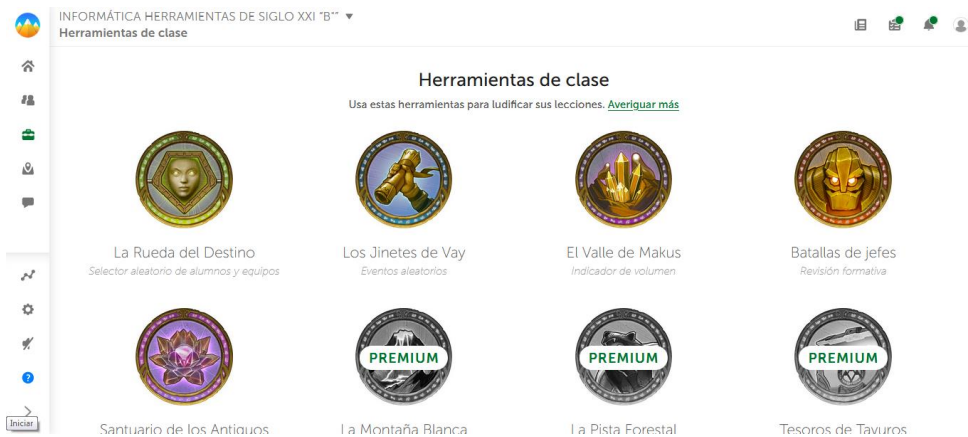 INFORMÁTICA HERRAMIENTAS DE SIGLO XXI "B"" ▼
Herramientas de clase
Herramientas de clase
Usa estas herramientas para ludificar sus lecciones. Averiguar más
La Rueda del Destino
Selector aleatorio de alumnos y equipos
Los Jinetes de Vay
Eventos aleatorios
El Valle de Makus
Indicador de volumen
Batallas de jefes
Revisión formativa
PREMIUM
PREMIUM
PREMIUM
Santuario de los Antiguos
La Montaña Blanca
La Pista Forestal
Tesoros de Tavuros
Iniciar